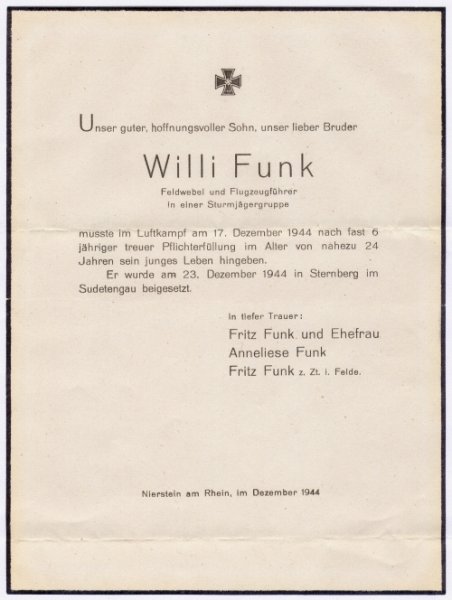 Unser guter, hoffnungsvoller Sohn, unser lieber Bruder
Willi Funk
Feldwebel und Flugzeugführer
in einer Sturmjägergruppe
musste im Luftkampf am 17. Dezember 1944 nach fast 6
jähriger treuer Pflichterfüllung im Alter von nahezu 24
Jahren sein junges Leben hingeben.
Er wurde am 23. Dezember 1944 in Sternberg im
Sudetengau beigesetzt.
In tiefer Trauer:
Fritz Funk und Ehefrau
Anneliese Funk
Fritz Funk z. Zt. i. Felde.
Nierstein am Rhein, im Dezember 1944